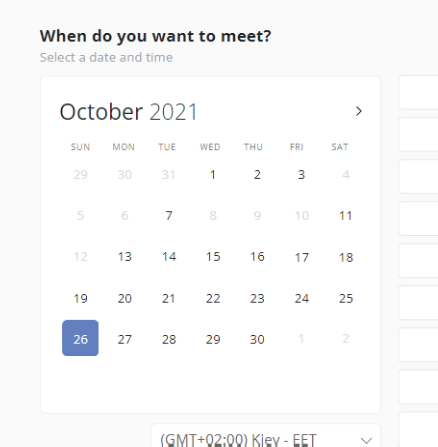 When do you want to meet?
Select a date and time
October 2021
SUN MON TUE WED THU FRI SAT
29 30 31 1 2 3 4
5 6 7 8 9 10 11
12 13 14 15 16 17 18
19 20 21 22 23 24 25
26 27 28 29 30 1 2
(GMT+02:00) Kiev - EET